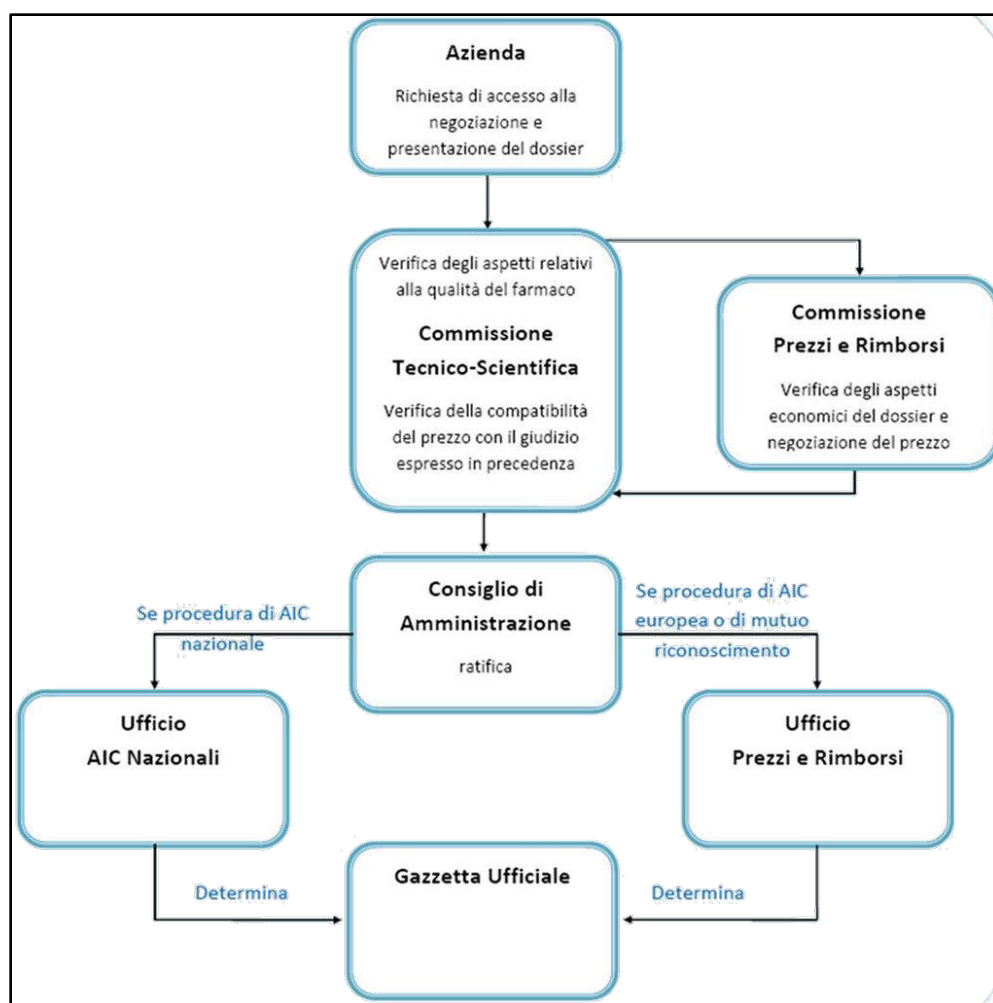 Azienda
Richiesta di accesso alla
negoziazione e
presentazione del dossier
Verifica degli aspetti relativi
alla qualità del farmaco
Commissione
Tecnico-Scientifica
Verifica della compatibilità
del prezzo con il giudizio
espresso in precedenza
Commissione
Prezzi e Rimborsi
Verifica degli aspetti
economici del dossier e
negoziazione del prezzo
Consiglio di
Amministrazione
ratifica
Se procedura di AIC
nazionale
Se procedura di AIC
europea o di mutuo
riconoscimento
Ufficio
AIC Nazionali
Ufficio
Prezzi e Rimborsi
Determina
Gazzetta Ufficiale
Determina